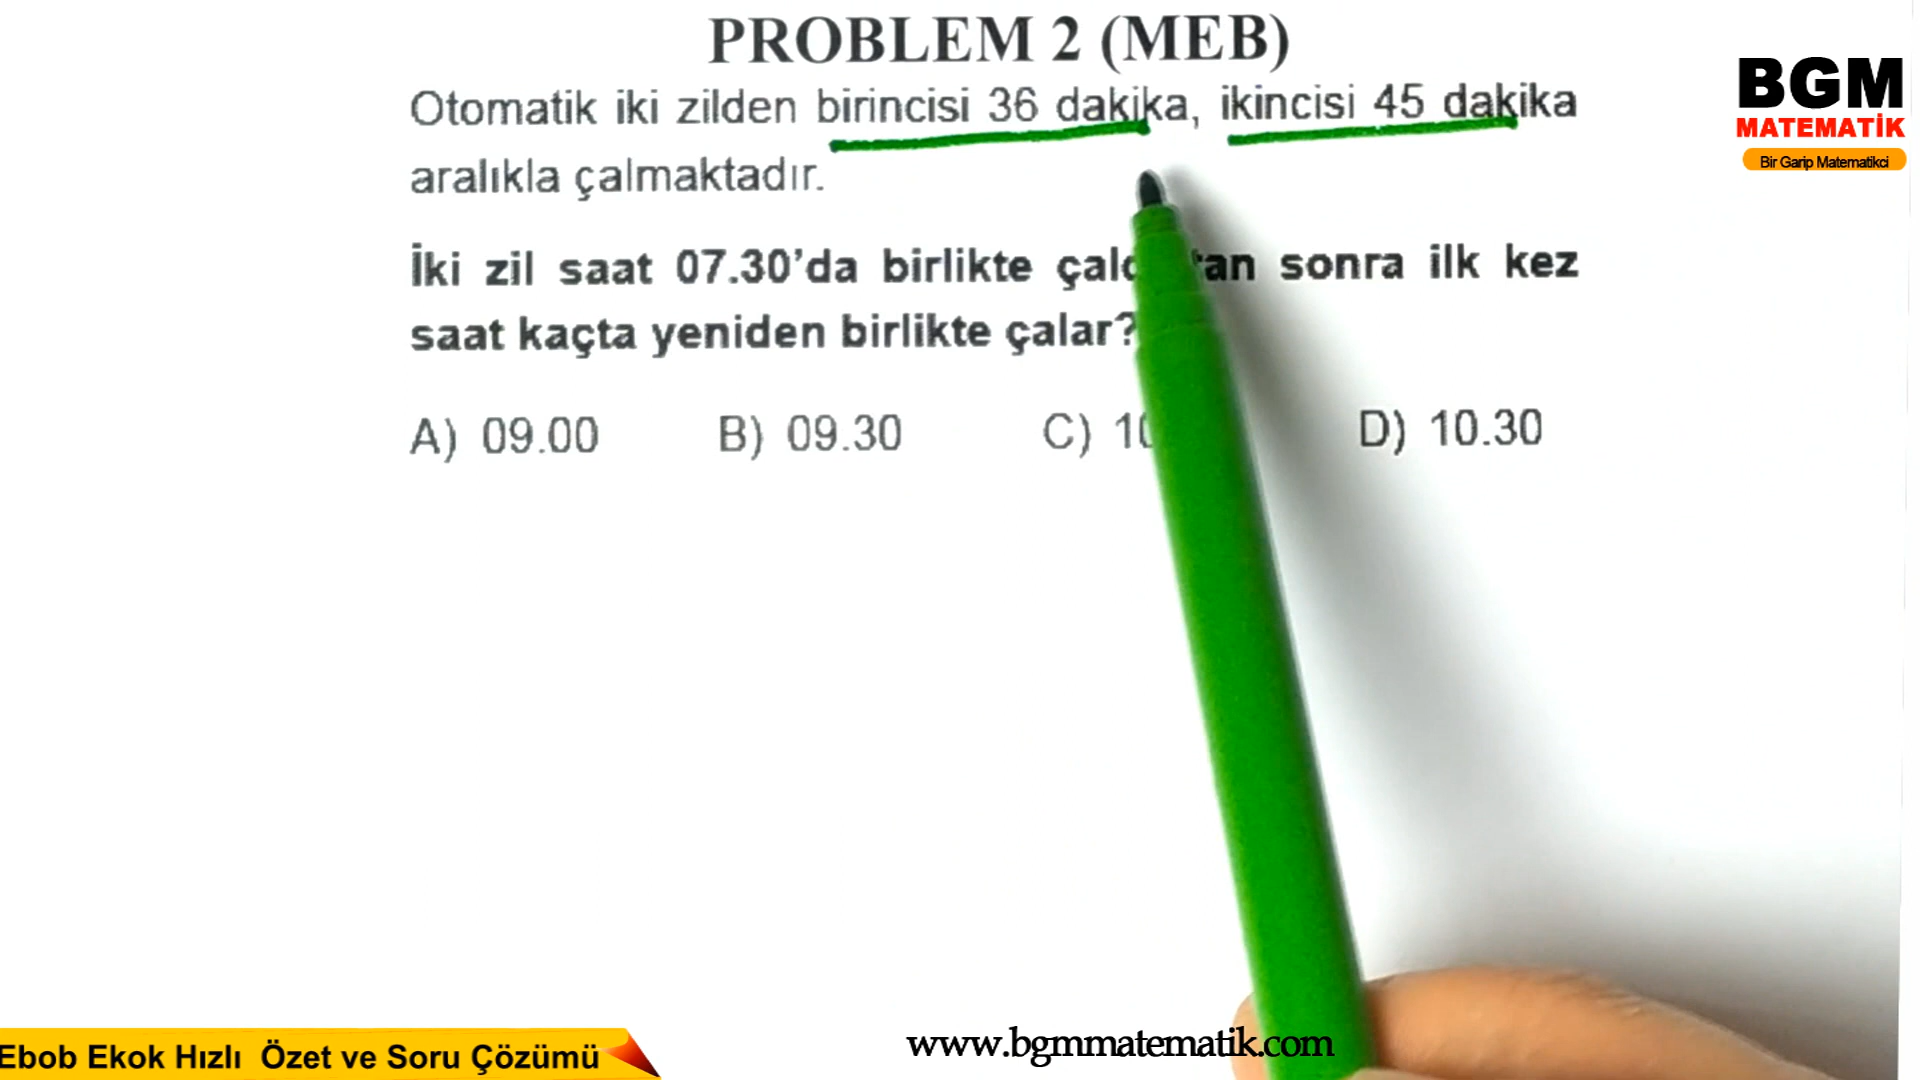 PROBLEM 2 (MEB)
Otomatik iki zilden birincisi 36 dakika, ikincisi 45 dakika
aralıkla çalmaktadır.
İki zil saat 07.30’da birlikte sonra ilk kez
saat kaçta yeniden birlikte çalar?
A) 09.00 B) 09.30 C) D) 10.30
BGM
MATEMATİK
Bir Garip Matematikci
Ebob Ekok Hızlı Özet ve Soru Çözümü
www.bgmmatematik.com